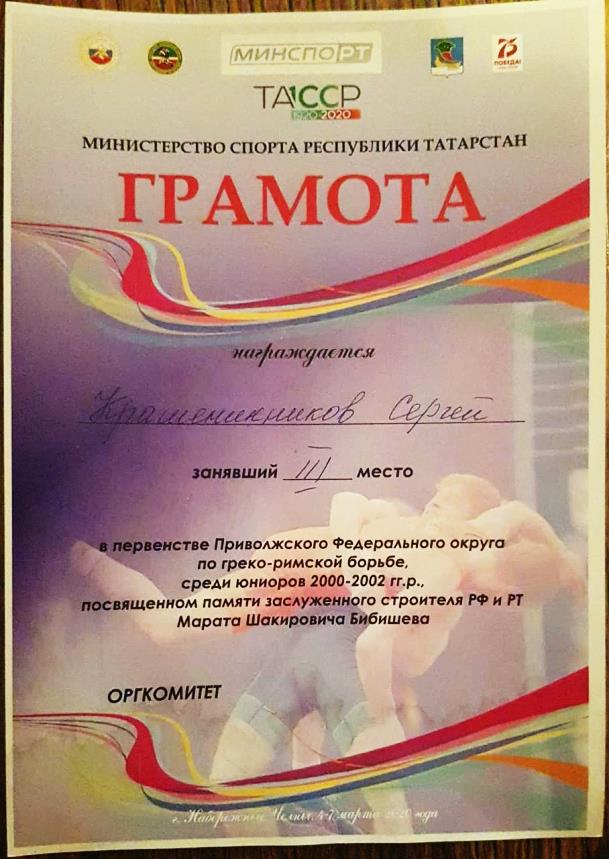 МИНСПОРТ
75
ПОБЕДА!
ТАССР
1920-2020
МИНИСТЕРСТВО СПОРТА РЕСПУБЛИКИ ТАТАРСТАН
ГРАМОТА
награждается
Крашенинников Сергей
занявший III место
в первенстве Приволжского Федерального округа
по греко-римской борьбе,
среди юниоров 2000-2002 гг.р.,
посвященном памяти заслуженного строителя РФ и РТ
Марата Шакировича Бибишева
ОРГКОМИТЕТ
г. Набережные Челны, 4-7 марта 2020 года